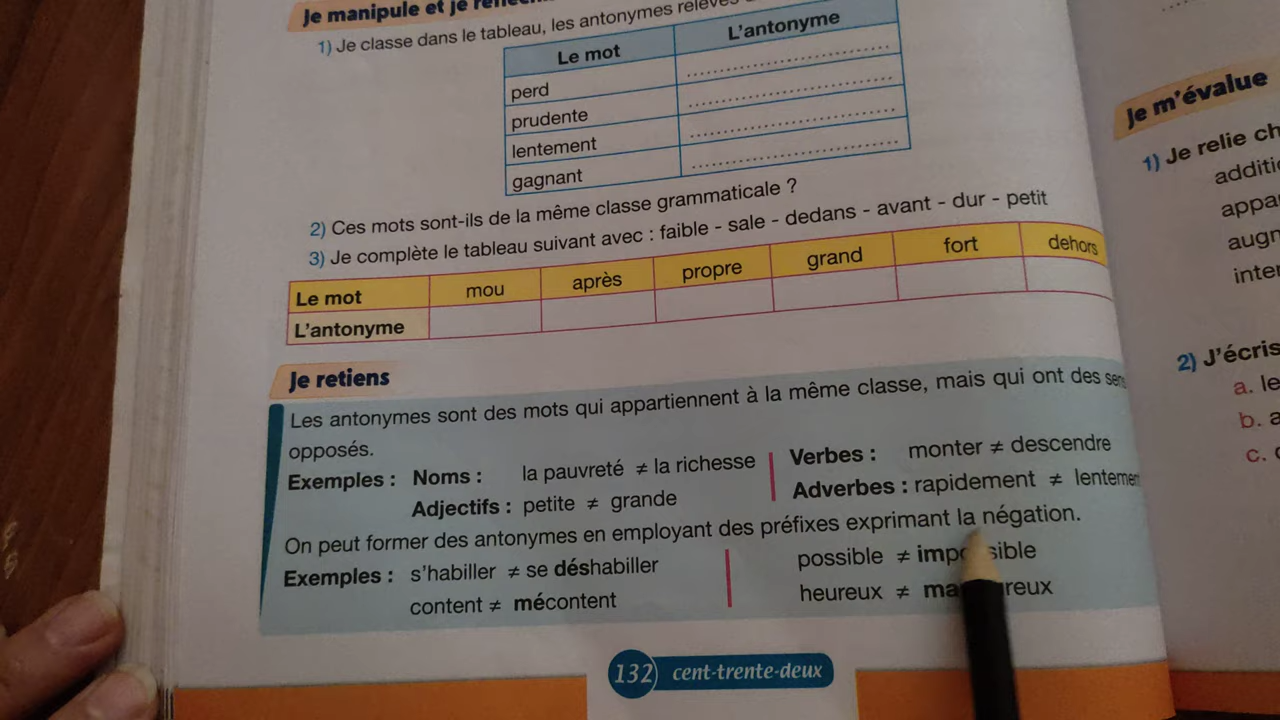 Je manipule et je
1) Je classe dans le tableau, les antonymes relevés
Le mot L'antonyme
perd ........................
prudente ........................
lentement ........................
gagnant ........................
2) Ces mots sont-ils de la même classe grammaticale ?
3) Je complète le tableau suivant avec : faible - sale - dedans - avant - dur - petit
Le mot mou après propre grand fort dehors
L'antonyme
Je retiens
Les antonymes sont des mots qui appartiennent à la même classe, mais qui ont des sens
opposés.
Exemples : Noms : la pauvreté ≠ la richesse
Adjectifs : petite ≠ grande
Verbes : monter ≠ descendre
Adverbes : rapidement ≠ lentement
On peut former des antonymes en employant des préfixes exprimant la négation.
Exemples : s'habiller ≠ se déshabiller
content ≠ mécontent
possible ≠ impossible
heureux ≠ malheureux
132 cent-trente-deux
Je m'évalue
1) Je relie
2) J'écris
a. le
b.
c.